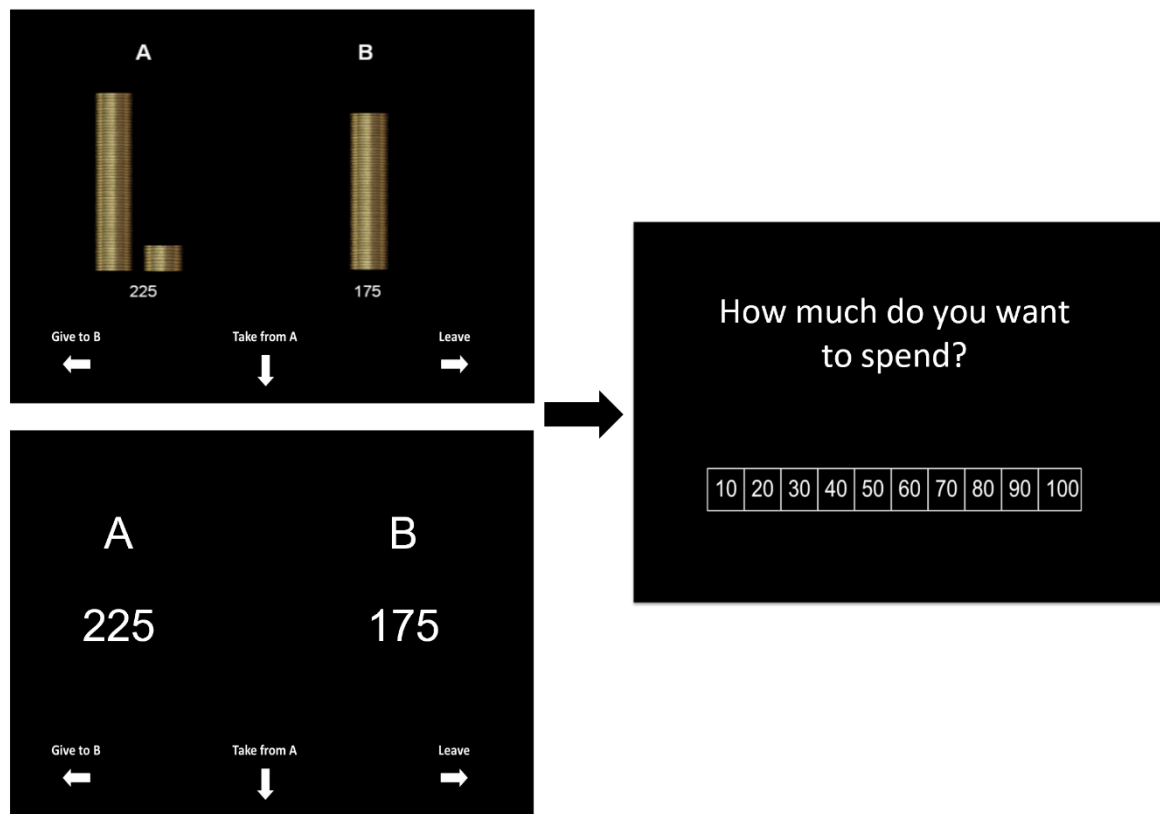 A B
225 175
Give to B Take from A Leave
A B
225 175
Give to B Take from A Leave
How much do you want
to spend?
10 20 30 40 50 60 70 80 90 100